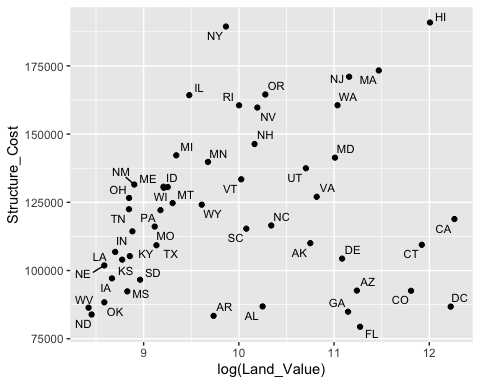 HI
NY
175000
NJ
MA
IL
OR
RI
WA
NV
150000
NH
MI
MN
MD
NM
ME
ID
UT
OH
WI
MT
VT
VA
125000
WY
TN
PA
NC
CA
MO
SC
IN
KY
TX
AK
DE
CT
LA
100000
KS
NE
SD
IA
AZ
MS
CO
DC
WV
OK
AR
AL
GA
ND
FL
75000
9
10
11
12
log(Land_Value)
Structure_Cost